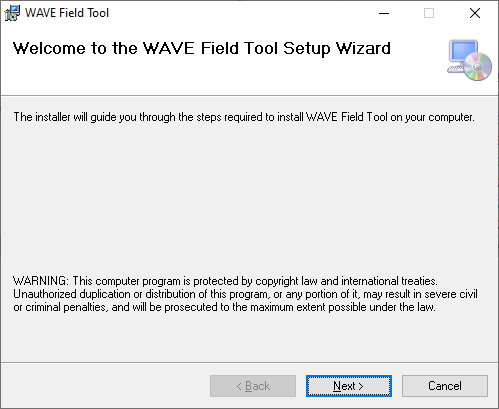 WAVE Field Tool
Welcome to the WAVE Field Tool Setup Wizard
The installer will guide you through the steps required to install WAVE Field Tool on your computer.
WARNING: This computer program is protected by copyright law and international treaties.
Unauthorized duplication or distribution of this program, or any portion of it, may result in severe civil
or criminal penalties, and will be prosecuted to the maximum extent possible under the law.
< Back
Next >
Cancel